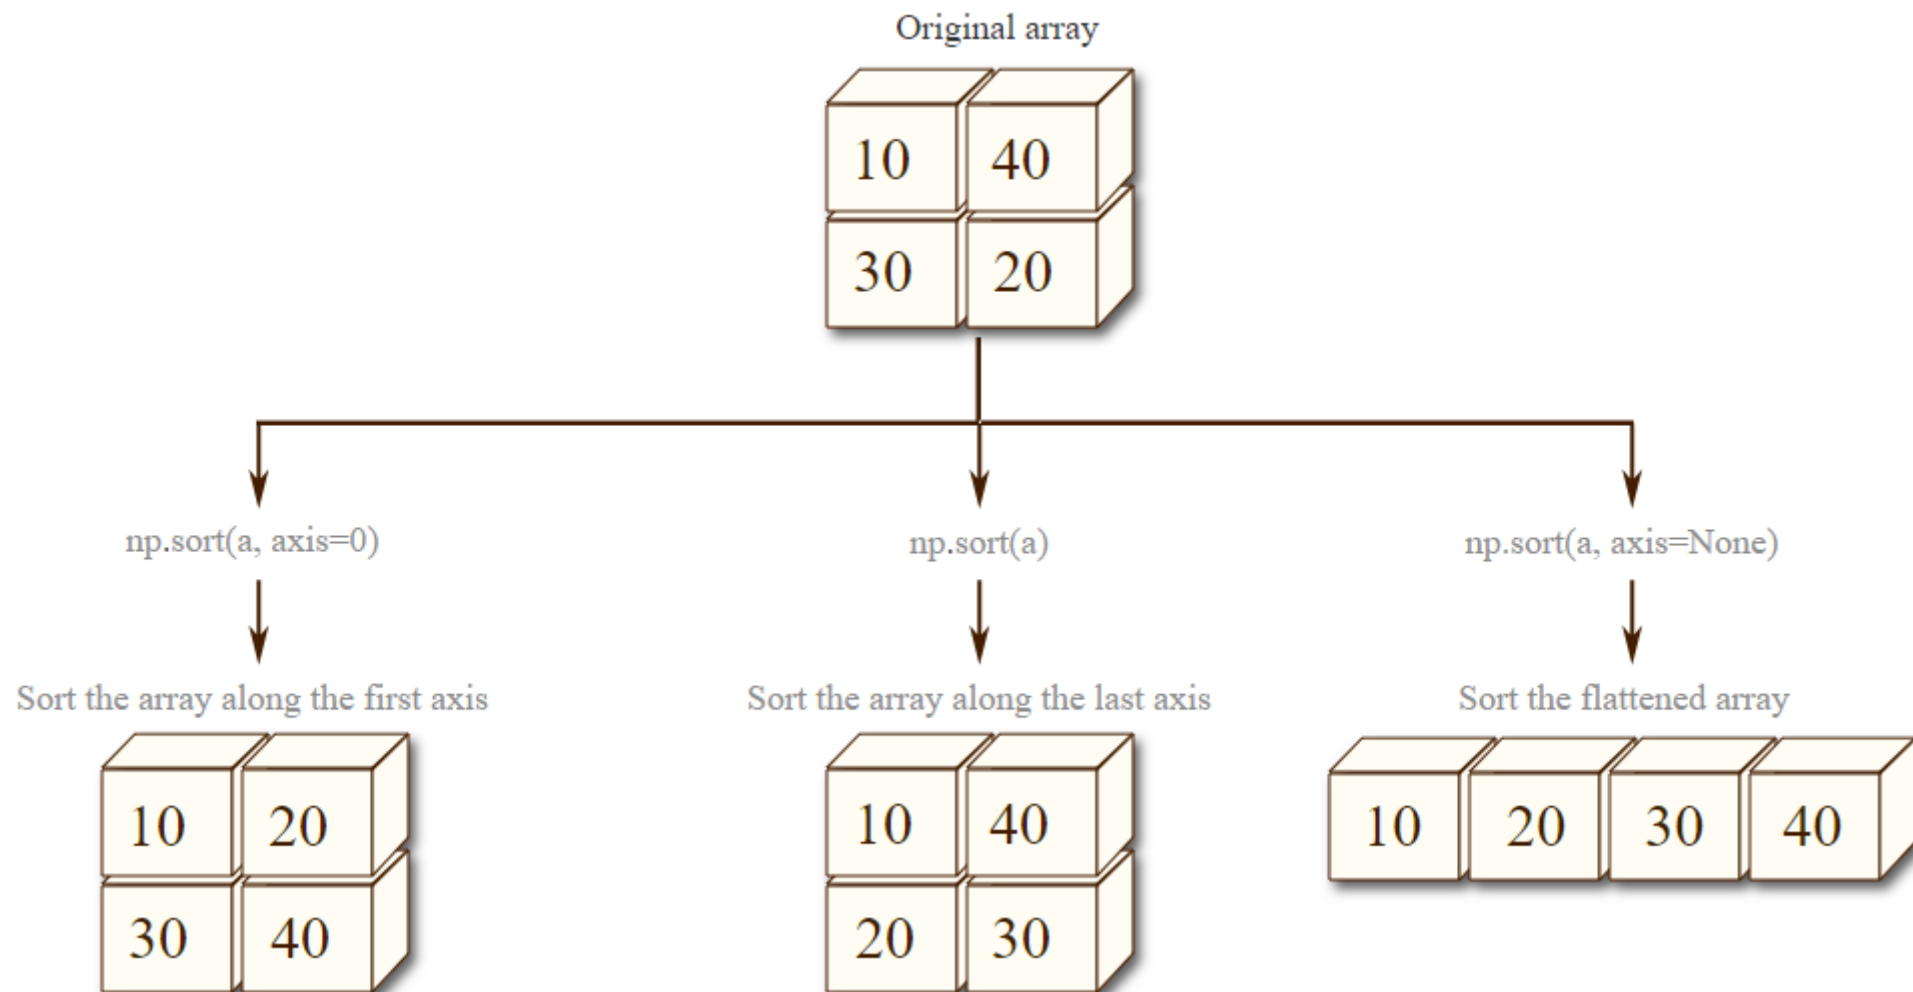 Original array
10 40
30 20
np.sort(a, axis=0)
np.sort(a)
np.sort(a, axis=None)
Sort the array along the first axis
Sort the array along the last axis
Sort the flattened array
10 20
30 40
10 40
20 30
10 20 30 40